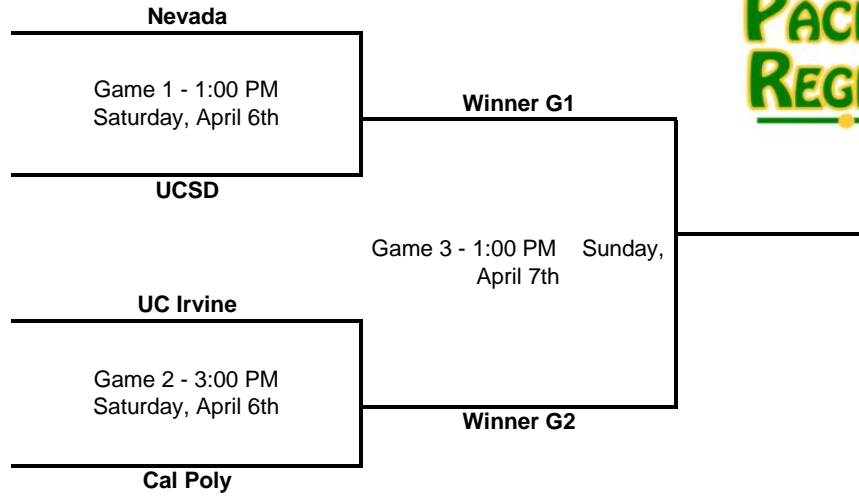 Nevada
Game 1 - 1:00 PM
Saturday, April 6th
Winner G1
UCSD
Game 3 - 1:00 PM Sunday,
April 7th
UC Irvine
Game 2 - 3:00 PM
Saturday, April 6th
Winner G2
Cal Poly